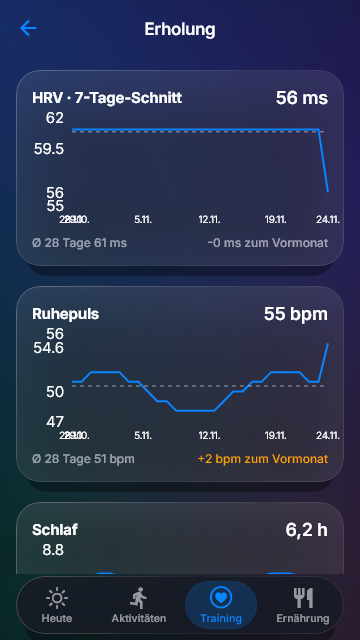 Erholung
HRV · 7-Tage-Schnitt 56 ms
62
59.5
56
55
5.11. 12.11. 19.11. 24.11.
Ø 28 Tage 61 ms -0 ms zum Vormonat
Ruhepuls 55 bpm
56
54.6
50
47
5.11. 12.11. 19.11. 24.11.
Ø 28 Tage 51 bpm +2 bpm zum Vormonat
Schlaf 6,2 h
8.8
Heute Aktivitäten Training Ernährung